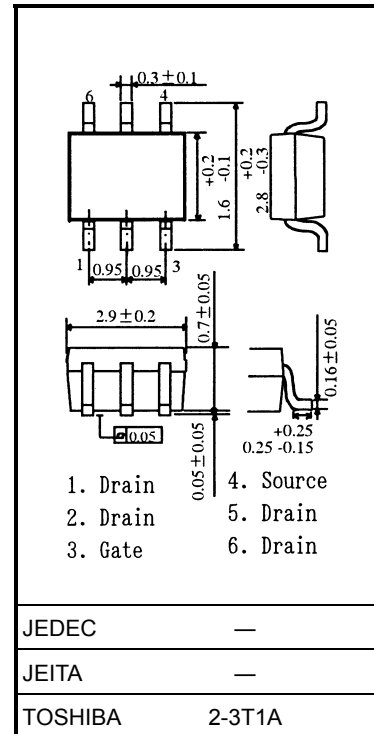 0.3±0.1
6 4
+0.2
1.6 -0.1
+0.2
2.8 -0.3
1 0.95 0.95 3
2.9±0.2
0.7±0.05
0.16±0.05
0.05
0.05±0.05
+0.25
0.25 -0.15
1. Drain
2. Drain
3. Gate
4. Source
5. Drain
6. Drain
JEDEC —
JEITA —
TOSHIBA 2-3T1A